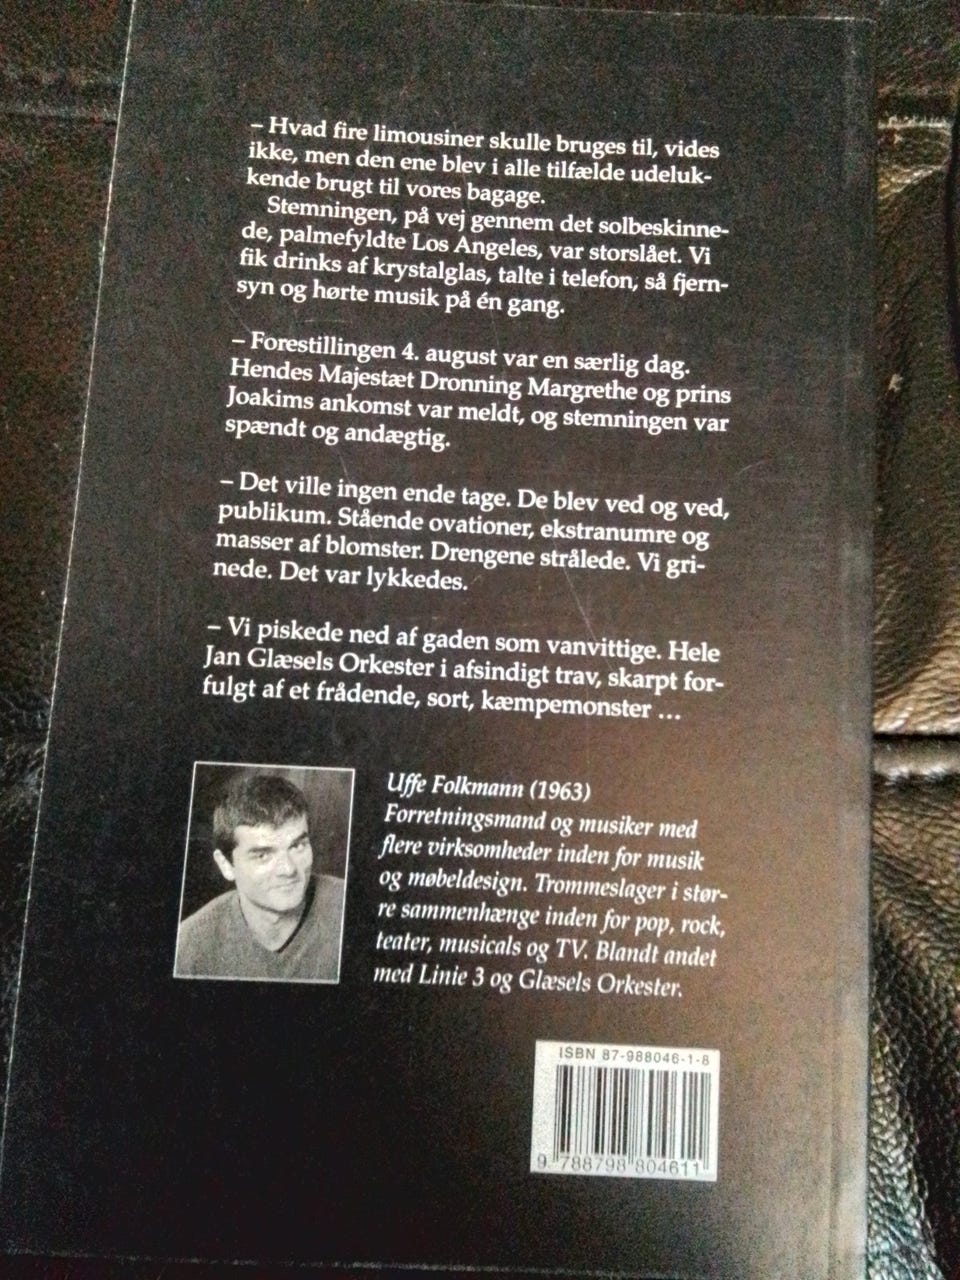 – Hvad fire limousiner skulle bruges til, vides
ikke, men den ene blev i alle tilfælde udeluk-
kende brugt til vores bagage.
Stemningen, på vej gennem det solbeskinne-
de, palmefyldte Los Angeles, var storslået. Vi
fik drinks af krystalglas, talte i telefon, så fjern-
syn og hørte musik på én gang.
– Forestillingen 4. august var en særlig dag.
Hendes Majestæt Dronning Margrethe og prins
Joakims ankomst var meldt, og stemningen var
spændt og andægtig.
– Det ville ingen ende tage. De blev ved og ved,
publikum. Stående ovationer, ekstranumre og
masser af blomster. Drengene strålede. Vi gri-
nede. Det var lykkedes.
– Vi piskede ned af gaden som vanvittige. Hele
Jan Glæsels Orkester i afsindigt trav, skarpt for-
fulgt af et frådende, sort, kæmpemonster …
Uffe Folkmann (1963)
Forretningsmand og musiker med
flere virksomheder inden for musik
og møbeldesign. Trommeslager i stør-
re sammenhænge inden for pop, rock,
teater, musicals og TV. Blandt andet
med Linie 3 og Glæsels Orkester.
ISBN 87-988046-1-8
9 788798 804611